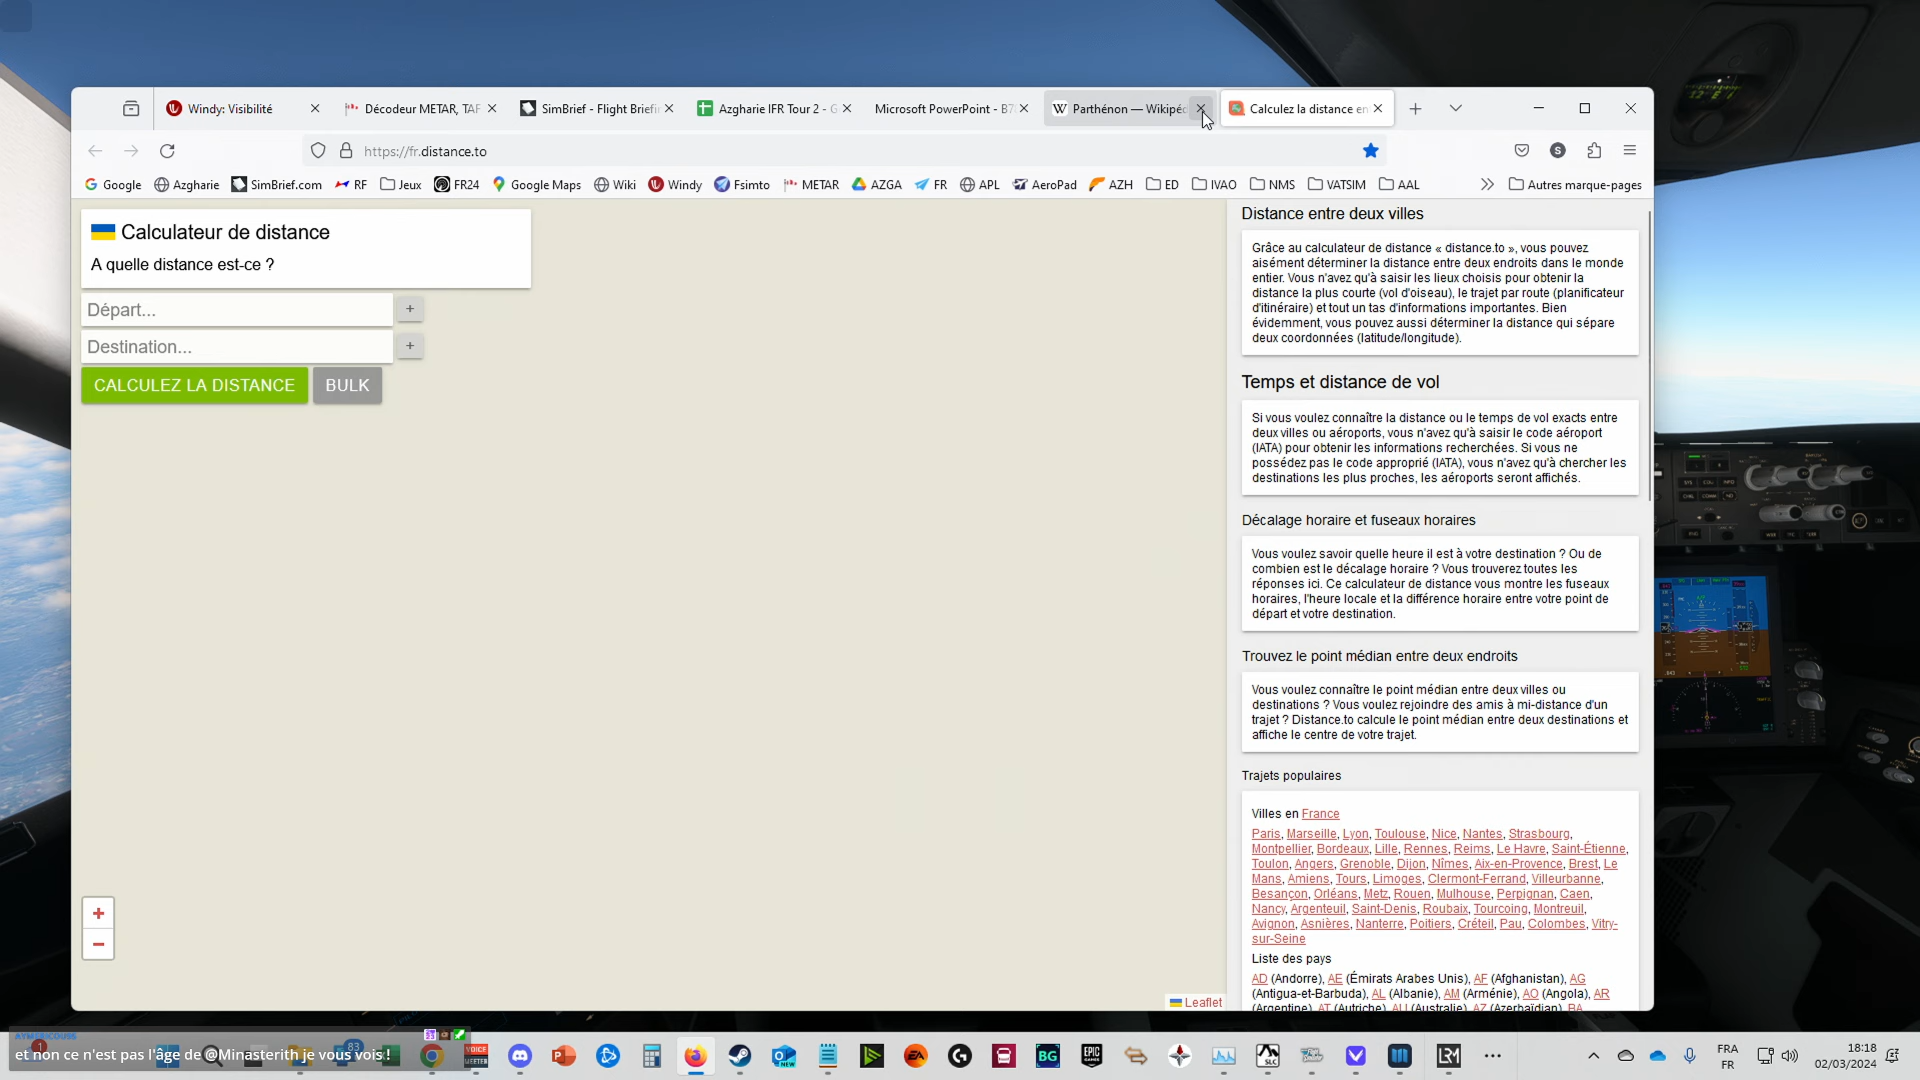 Windy: Visibilité
Décodeur METAR, TAF
SimBrief - Flight Briefi
Azgharie IFR Tour 2 - G
Microsoft PowerPoint - B7
Parthénon — Wikipéd
Calculez la distance en
https://fr.distance.to
Google
Azgharie
SimBrief.com
RF
Jeux
FR24
Google Maps
Wiki
Windy
Fsimto
METAR
AZGA
FR
APL
AeroPad
AZH
ED
IVAO
NMS
VATSIM
AAL
Autres marque-pages
Calculateur de distance
A quelle distance est-ce ?
Départ...
+
Destination...
+
CALCULEZ LA DISTANCE
BULK
+
−
Leaflet
Distance entre deux villes
Grâce au calculateur de distance « distance.to », vous pouvez
aisément déterminer la distance entre deux endroits dans le monde
entier. Vous n'avez qu'à saisir les lieux choisis pour obtenir la
distance la plus courte (vol d'oiseau), le trajet par route (planificateur
d'itinéraire) et tout un tas d'informations importantes. Bien
évidemment, vous pouvez aussi déterminer la distance qui sépare
deux coordonnées (latitude/longitude).
Temps et distance de vol
Si vous voulez connaître la distance ou le temps de vol exacts entre
deux villes ou aéroports, vous n'avez qu'à saisir le code aéroport
(IATA) pour obtenir les informations recherchées. Si vous ne
possédez pas le code approprié (IATA), vous n'avez qu'à chercher les
destinations les plus proches, les aéroports seront affichés.
Décalage horaire et fuseaux horaires
Vous voulez savoir quelle heure il est à votre destination ? Ou de
combien est le décalage horaire ? Vous trouverez toutes les
réponses ici. Ce calculateur de distance vous montre les fuseaux
horaires, l'heure locale et la différence horaire entre votre point de
départ et votre destination.
Trouvez le point médian entre deux endroits
Vous voulez connaître le point médian entre deux villes ou
destinations ? Vous voulez rejoindre des amis à mi-distance d'un
trajet ? Distance.to calcule le point médian entre deux destinations et
affiche le centre de votre trajet.
Trajets populaires
Villes en France
Paris, Marseille, Lyon, Toulouse, Nice, Nantes, Strasbourg,
Montpellier, Bordeaux, Lille, Rennes, Reims, Le Havre, Saint-Étienne,
Toulon, Angers, Grenoble, Dijon, Nîmes, Aix-en-Provence, Brest, Le
Mans, Amiens, Tours, Limoges, Clermont-Ferrand, Villeurbanne,
Besançon, Orléans, Metz, Rouen, Mulhouse, Perpignan, Caen,
Nancy, Argenteuil, Saint-Denis, Roubaix, Tourcoing, Montreuil,
Avignon, Asnières, Nanterre, Poitiers, Créteil, Pau, Colombes, Vitry-
sur-Seine
Liste des pays
AD (Andorre), AE (Émirats Arabes Unis), AF (Afghanistan), AG
(Antigua-et-Barbuda), AL (Albanie), AM (Arménie), AO (Angola), AR
(Argentine), AT (Autriche), AU (Australie), AZ (Azerbaïdjan), BA
et non ce n'est pas l'âge de @Minasterith je vous vois !
83
VOICE
MEETER
NEW
EA
BG
EPIC
GAMES
SLC
LRM
FRA
FR
18:18
02/03/2024